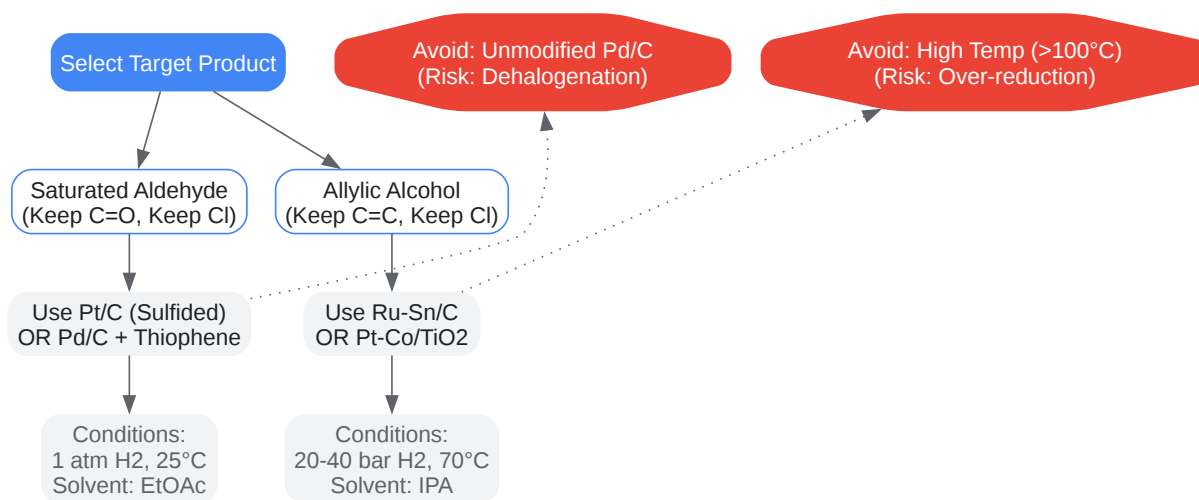 Select Target Product
Avoid: Unmodified Pd/C
(Risk: Dehalogenation)
Avoid: High Temp (>100°C)
(Risk: Over-reduction)
Saturated Aldehyde
(Keep C=O, Keep Cl)
Allylic Alcohol
(Keep C=C, Keep Cl)
Use Pt/C (Sulfided)
OR Pd/C + Thiophene
Use Ru-Sn/C
OR Pt-Co/TiO2
Conditions:
1 atm H2, 25°C
Solvent: EtOAc
Conditions:
20-40 bar H2, 70°C
Solvent: IPA